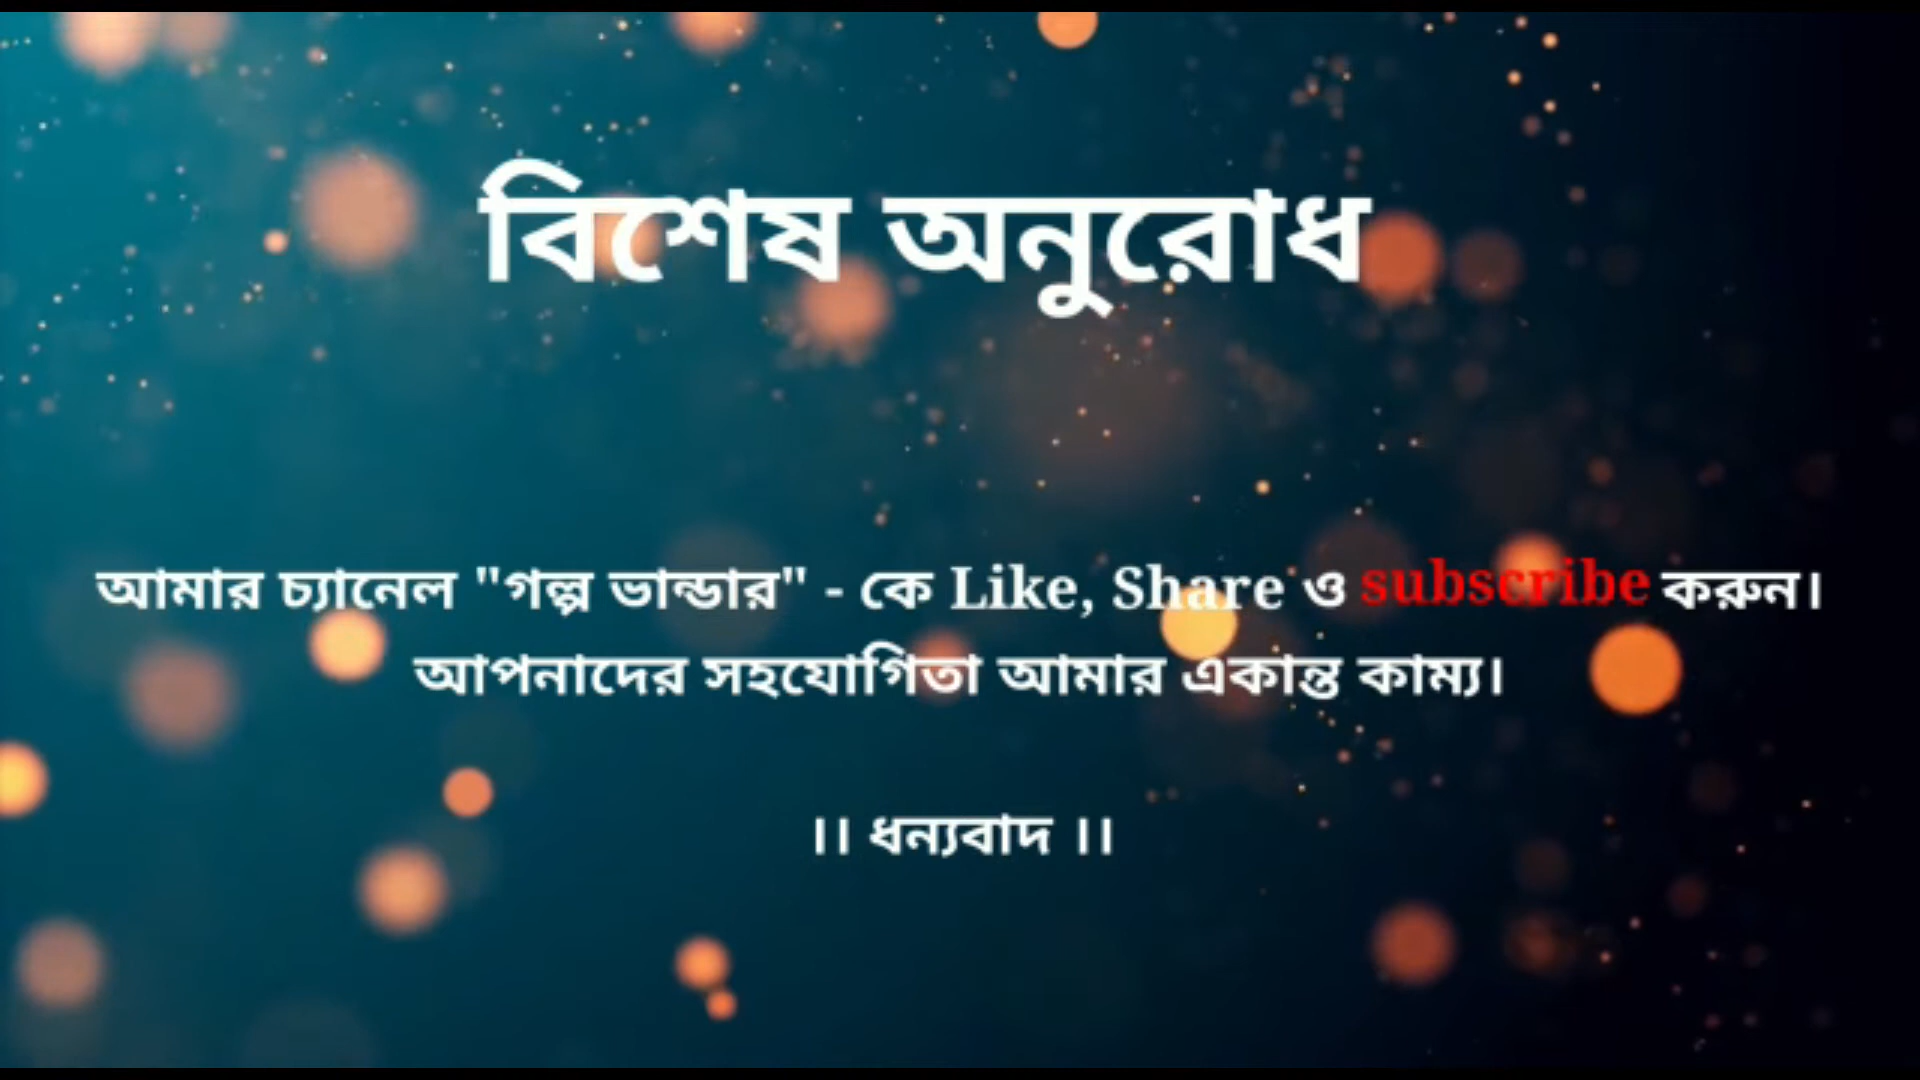 বিশেষ অনুরোধ
আমার চ্যানেল "গল্প ভান্ডার" - কে Like, Share ও subscribe করুন।
আপনাদের সহযোগিতা আমার একান্ত কাম্য।
।। ধন্যবাদ ।।